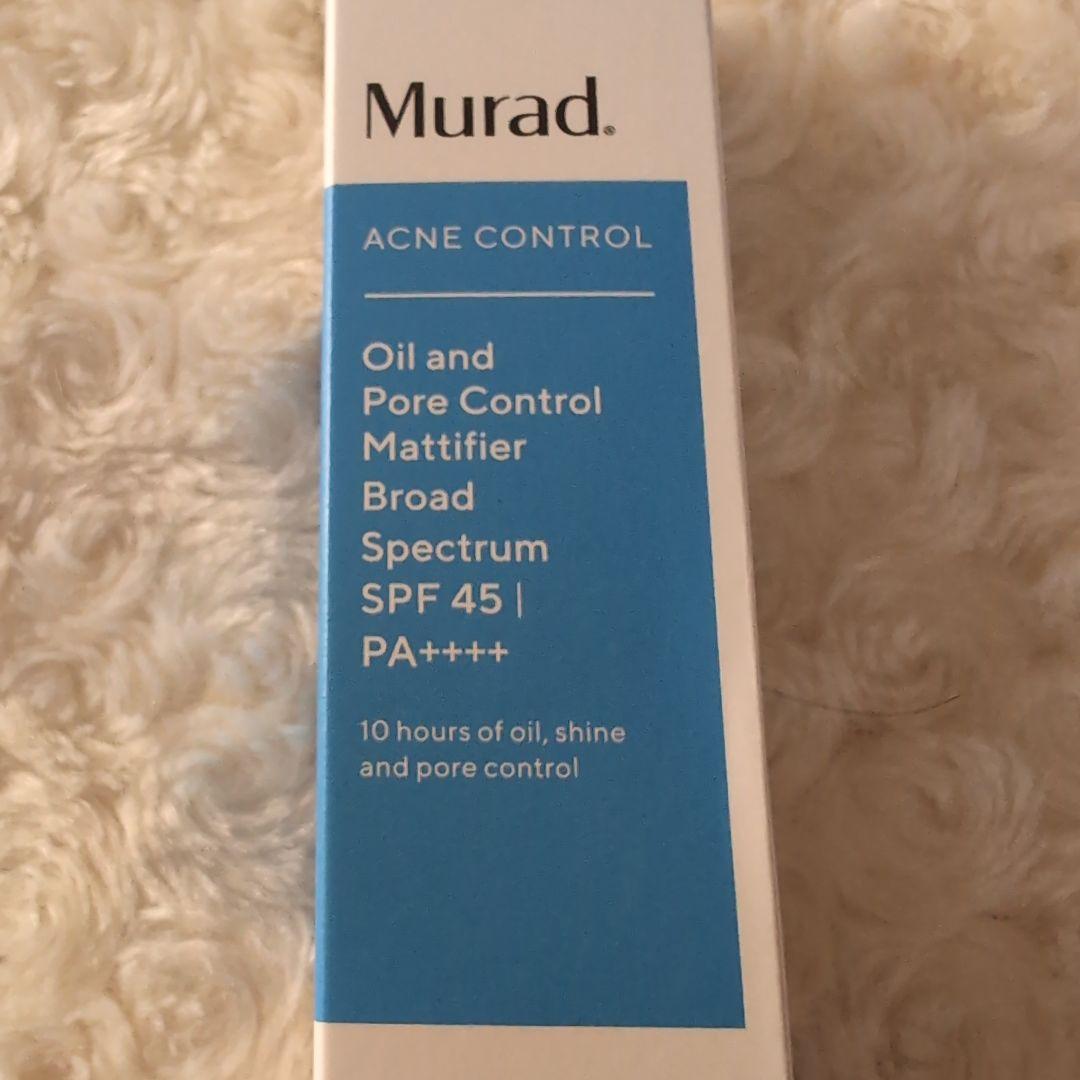 Murad.
ACNE CONTROL
Oil and
Pore Control
Mattifier
Broad
Spectrum
SPF 45 |
PA++++
10 hours of oil, shine
and pore control